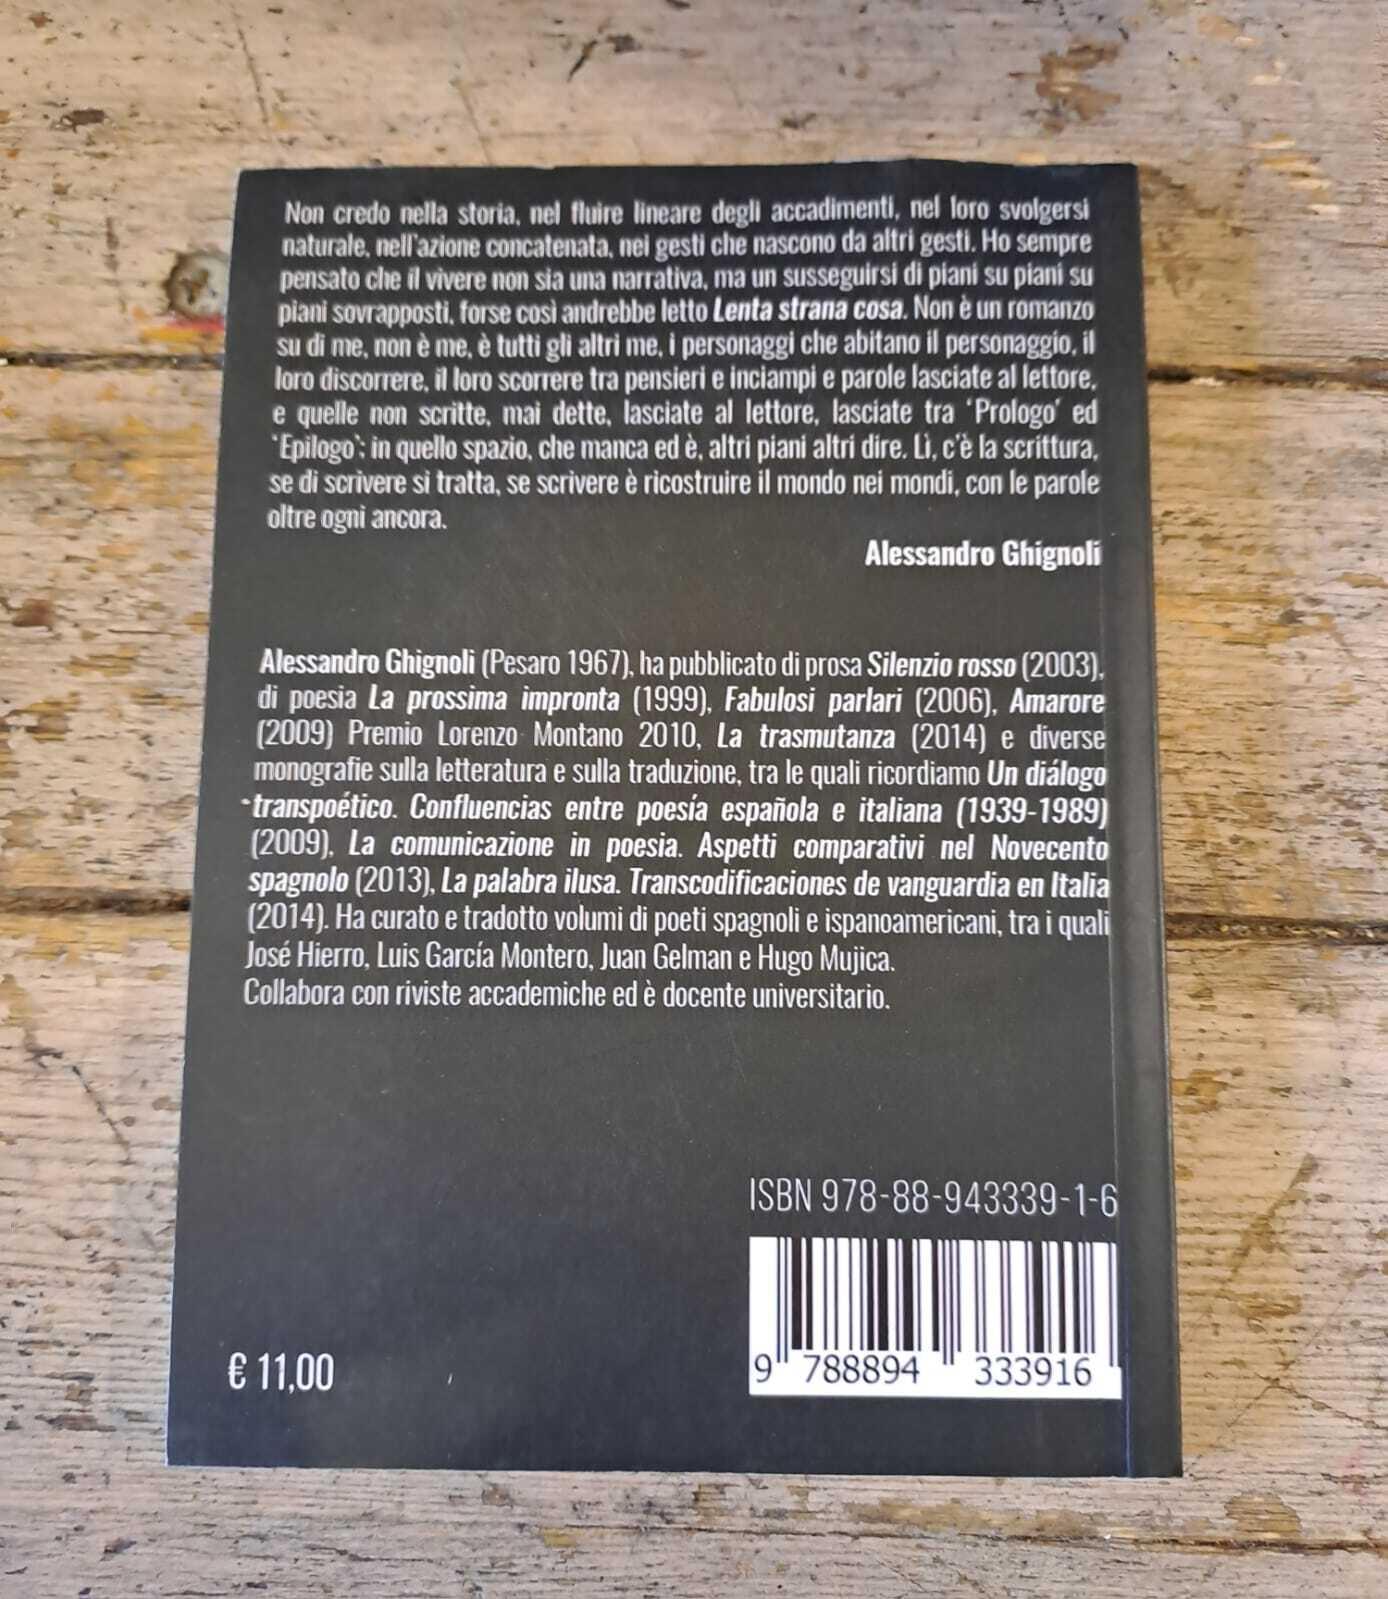 Non credo nella storia, nel fluire lineare degli accadimenti, nel loro svolgersi
naturale, nell'azione concatenata, nei gesti che nascono da altri gesti. Ho sempre
pensato che il vivere non sia una narrativa, ma un susseguirsi di piani su piani su
piani sovrapposti, forse così andrebbe letto Lenta strana cosa. Non è un romanzo
su di me, non è me, è tutti gli altri me, i personaggi che abitano il personaggio, il
loro discorrere, il loro scorrere tra pensieri e inciampi e parole lasciate al lettore,
e quelle non scritte, mai dette, lasciate al lettore, lasciate tra 'Prologo' ed
'Epilogo': in quello spazio, che manca ed è, altri piani altri dire. Lì, c'è la scrittura,
se di scrivere si tratta, se scrivere è ricostruire il mondo nei mondi, con le parole
oltre ogni ancora.
Alessandro Ghignoli
Alessandro Ghignoli (Pesaro 1967), ha pubblicato di prosa Silenzio rosso (2003),
di poesia La prossima impronta (1999), Fabulosi parlari (2006), Amarore
(2009) Premio Lorenzo Montano 2010, La trasmutanza (2014) e diverse
monografie sulla letteratura e sulla traduzione, tra le quali ricordiamo Un diálogo
transpoético. Confluencias entre poesía española e italiana (1939-1989)
(2009), La comunicazione in poesia. Aspetti comparativi nel Novecento
spagnolo (2013), La palabra ilusa. Transcodificaciones de vanguardia en Italia
(2014). Ha curato e tradotto volumi di poeti spagnoli e ispanoamericani, tra i quali
José Hierro, Luis García Montero, Juan Gelman e Hugo Mujica.
Collabora con riviste accademiche ed è docente universitario.
ISBN 978-88-943339-1-6
9 788894 333916
€ 11,00